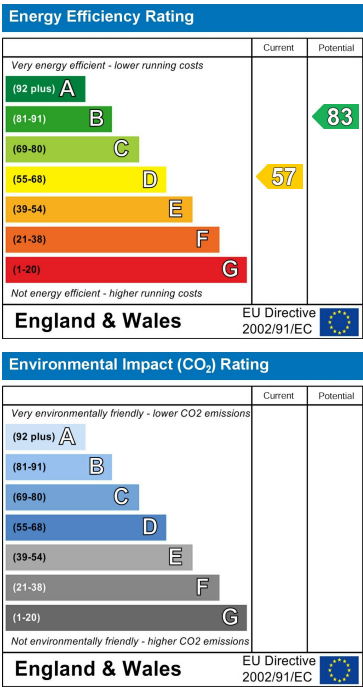 Energy Efficiency Rating
Current Potential
Very energy efficient - lower running costs
(92 plus) A
(81-91) B
83
(69-80) C
(55-68) D
57
(39-54) E
(21-38) F
(1-20) G
Not energy efficient - higher running costs
England & Wales
EU Directive
2002/91/EC
Environmental Impact (CO2) Rating
Current Potential
Very environmentally friendly - lower CO2 emissions
(92 plus) A
(81-91) B
(69-80) C
(55-68) D
(39-54) E
(21-38) F
(1-20) G
Not environmentally friendly - higher CO2 emissions
England & Wales
EU Directive
2002/91/EC